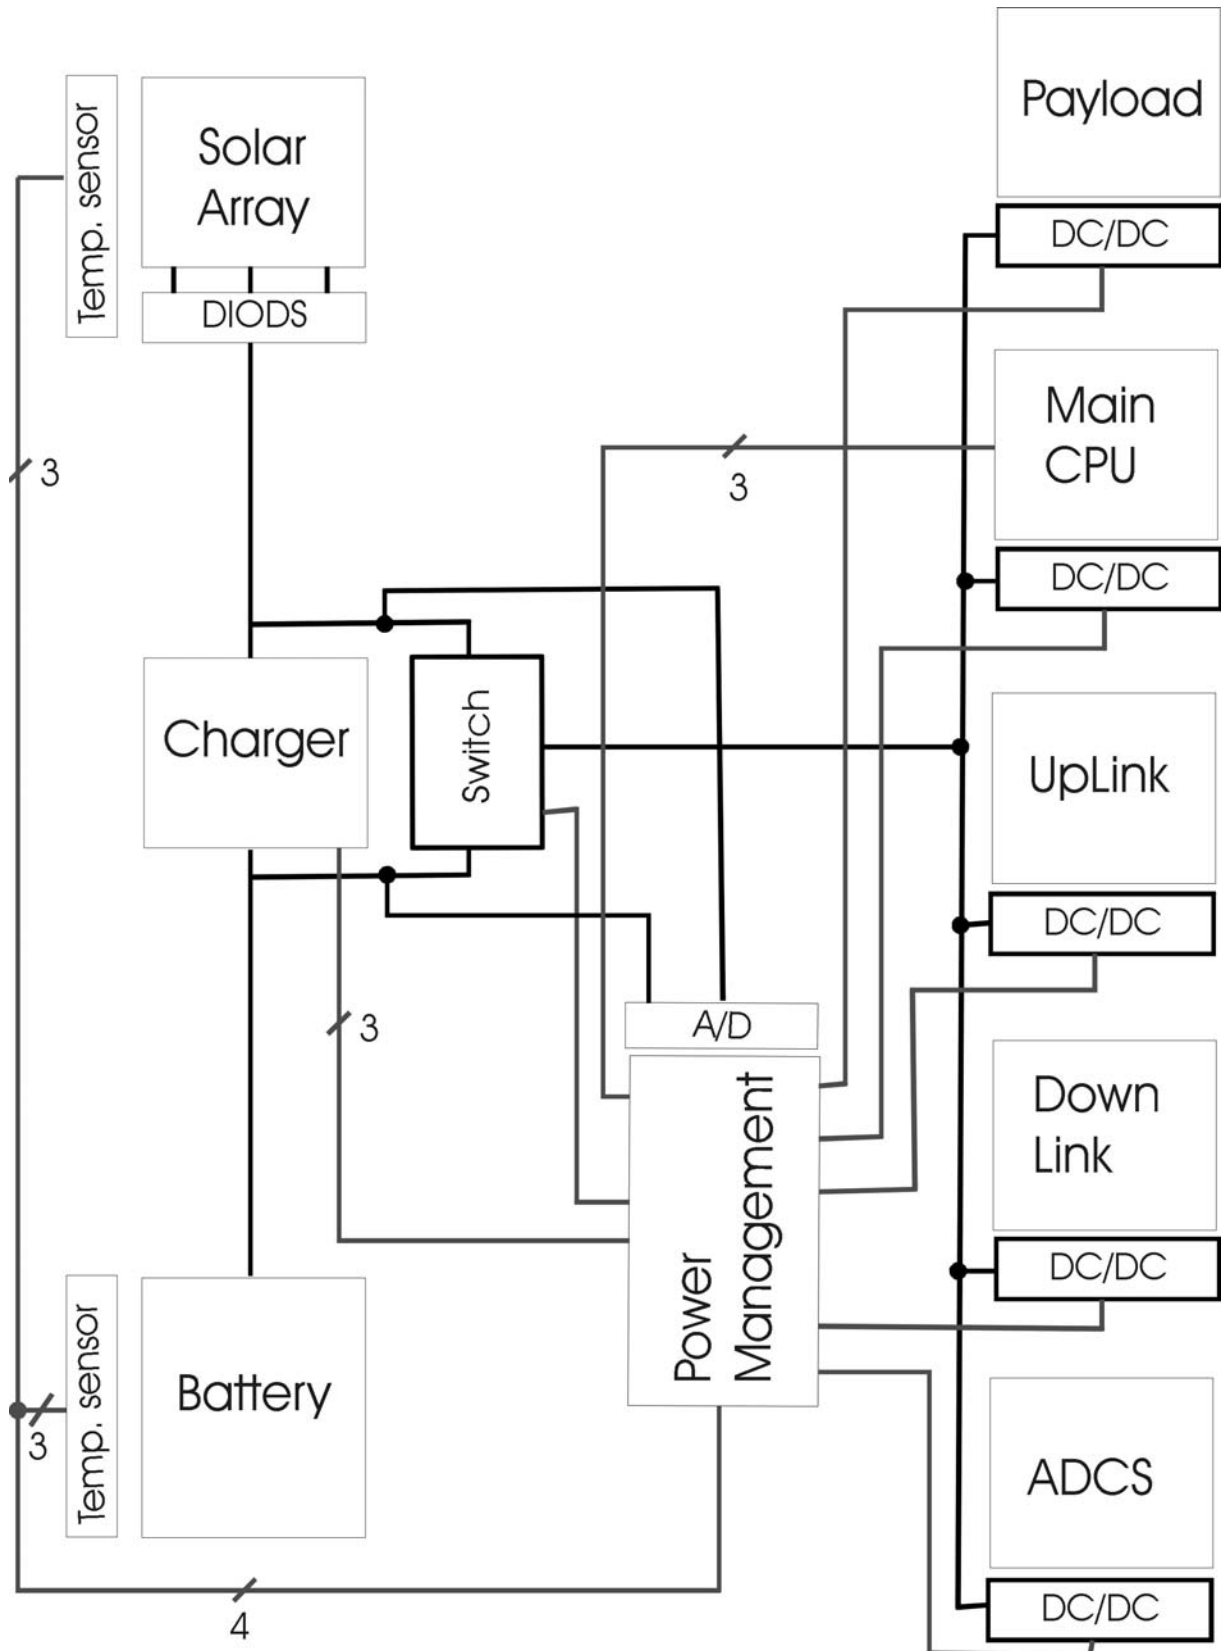 Payload
DC/DC
Temp. sensor
Solar
Array
DIODS
3
3
Main
CPU
DC/DC
Charger
Switch
UpLink
DC/DC
3
A/D
Power
Management
Down
Link
DC/DC
Temp. sensor
3
Battery
ADCS
DC/DC
4